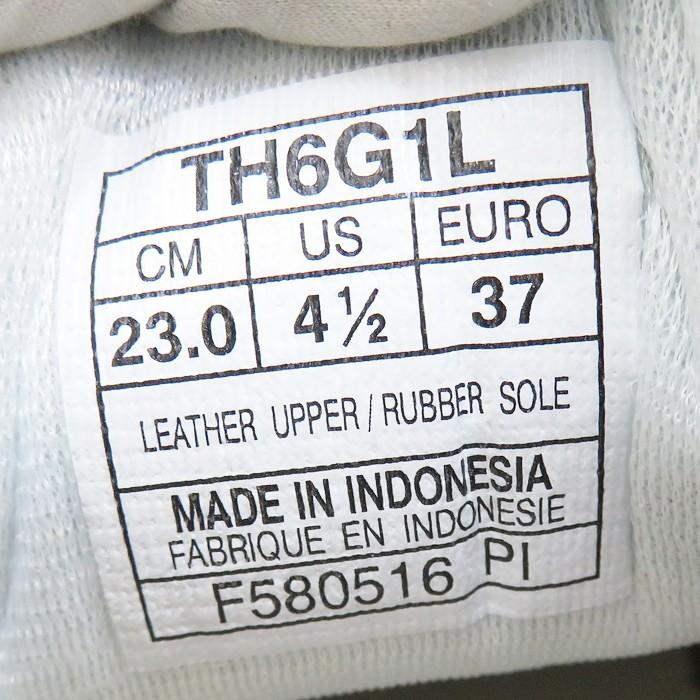 TH6G1L
CM US EURO
23.0 4½ 37
LEATHER UPPER / RUBBER SOLE
MADE IN INDONESIA
FABRIQUE EN INDONESIE
F580516 PI